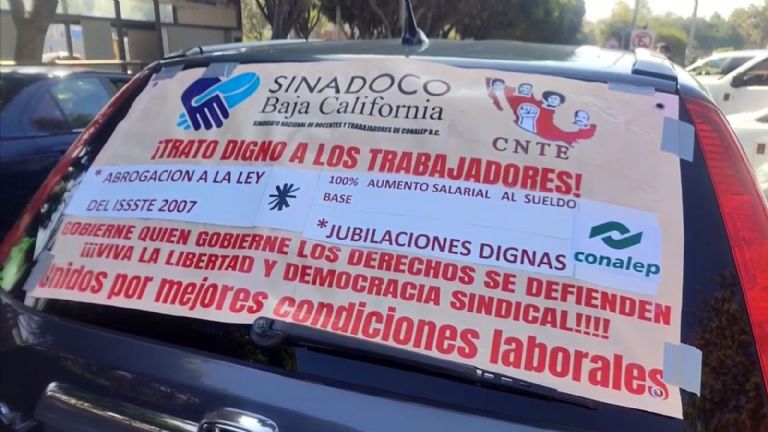 SINADOCO
Baja California
SINDICATO NACIONAL DE DOCENTES Y TRABAJADORES DE CONALEP B.C.
CNTE
¡TRATO DIGNO A LOS TRABAJADORES!
* ABROGACION A LA LEY
DEL ISSSTE 2007
* 100% AUMENTO SALARIAL AL SUELDO
BASE
*JUBILACIONES DIGNAS
conalep
GOBIERNE QUIEN GOBIERNE LOS DERECHOS SE DEFIENDEN
¡¡¡VIVA LA LIBERTAD Y DEMOCRACIA SINDICAL!!!!
Unidos por mejores condiciones laborales